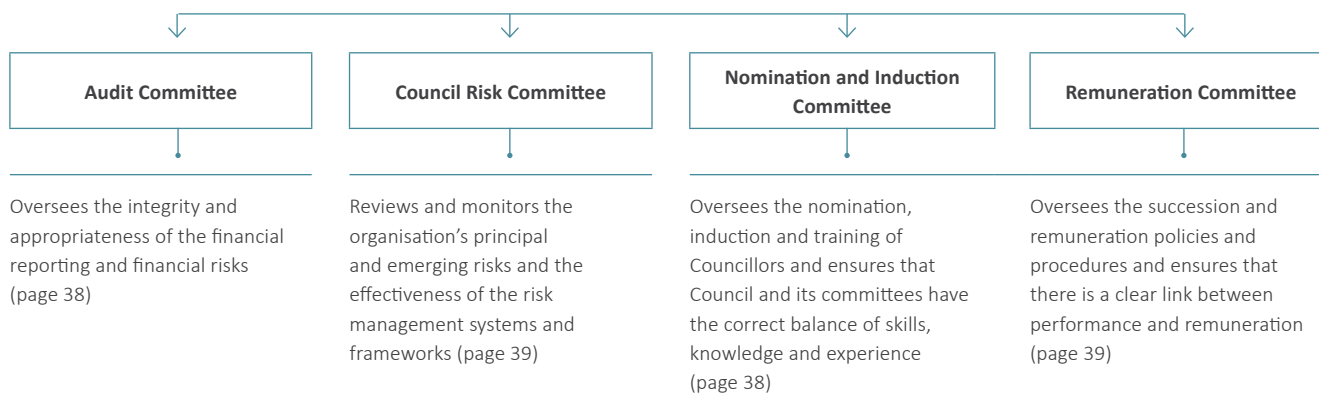 Audit Committee
Council Risk Committee
Nomination and Induction
Committee
Remuneration Committee
Oversees the integrity and
appropriateness of the financial
reporting and financial risks
(page 38)
Reviews and monitors the
organisation’s principal
and emerging risks and the
effectiveness of the risk
management systems and
frameworks (page 39)
Oversees the nomination,
induction and training of
Councillors and ensures that
Council and its committees have
the correct balance of skills,
knowledge and experience
(page 38)
Oversees the succession and
remuneration policies and
procedures and ensures that
there is a clear link between
performance and remuneration
(page 39)